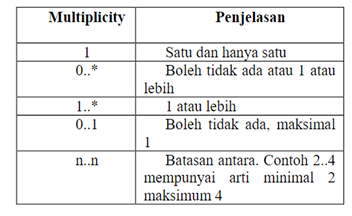 Multiplicity Penjelasan
1 Satu dan hanya satu
0..* Boleh tidak ada atau 1 atau
lebih
1..* 1 atau lebih
0..1 Boleh tidak ada, maksimal
1
n..n Batasan antara. Contoh 2..4
mempunyai arti minimal 2
maksimum 4